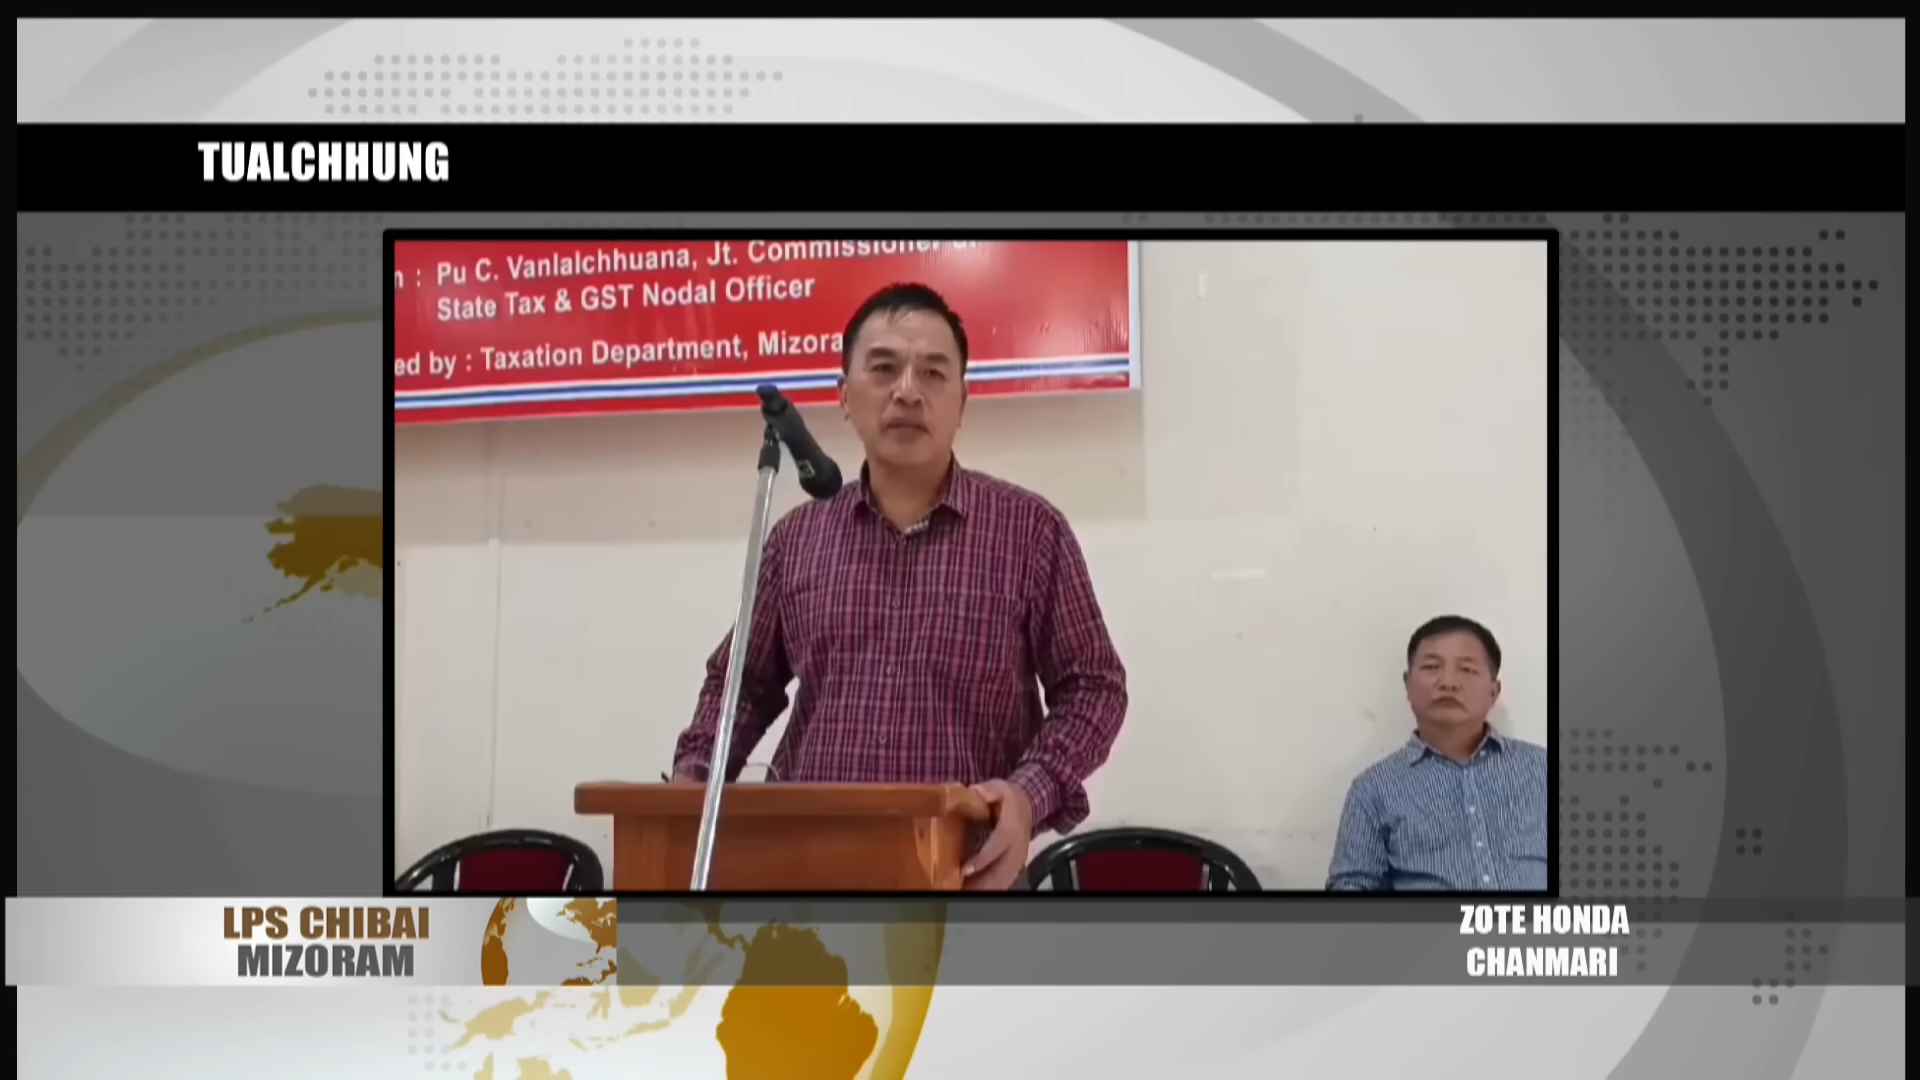 TUALCHHUNG
: Pu C. Vanlalchhuana, Jt. Commissioner of
State Tax & GST Nodal Officer
ed by : Taxation Department, Mizora
LPS CHIBAI
MIZORAM
ZOTE HONDA
CHANMARI